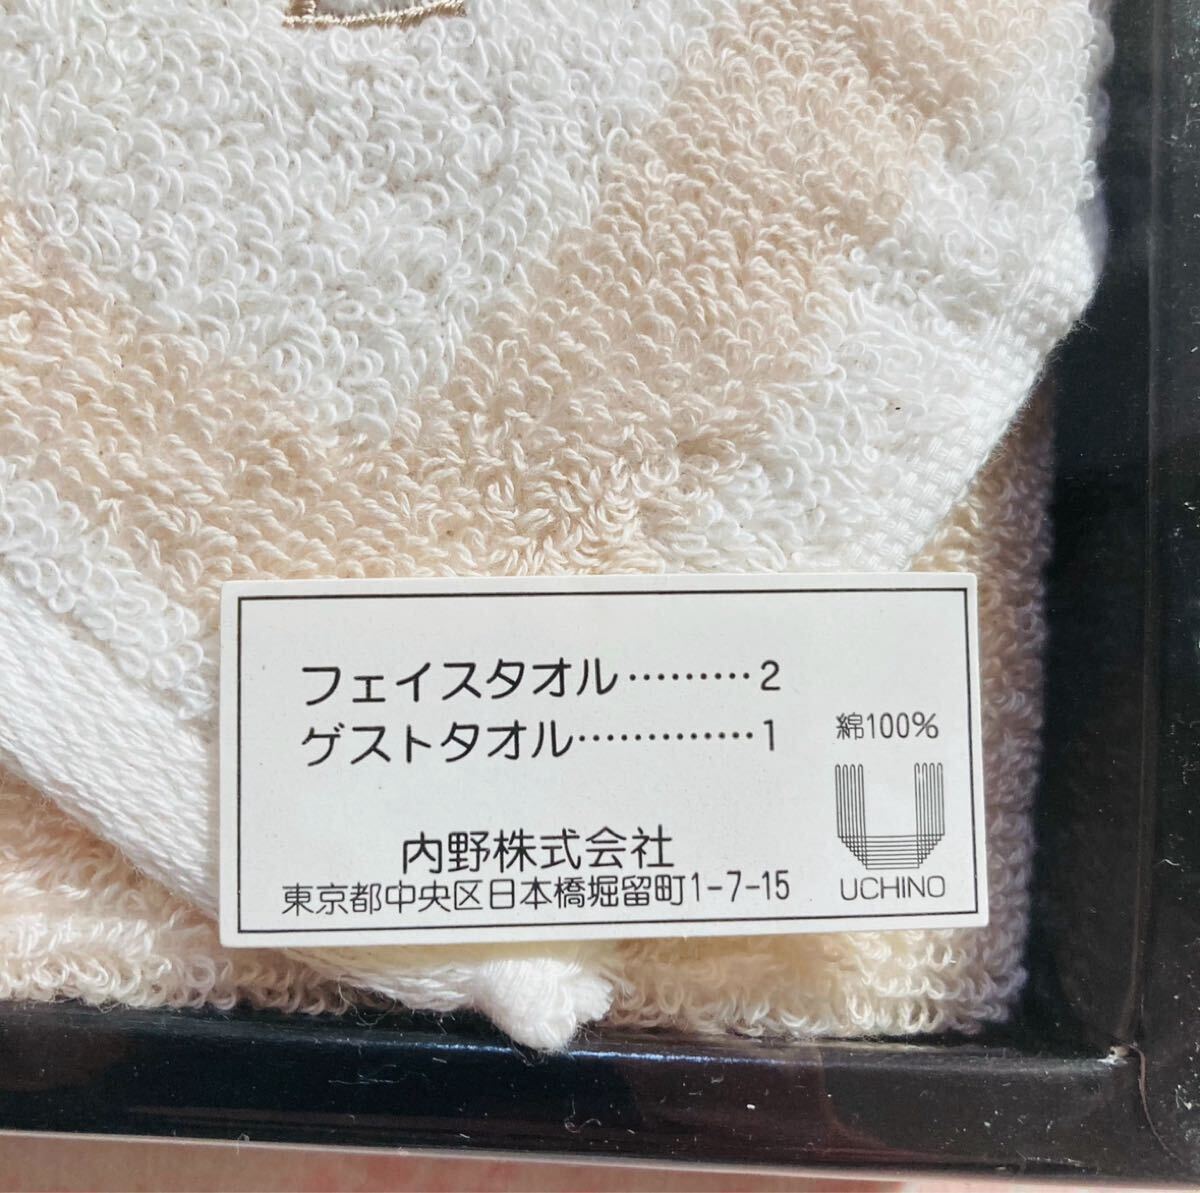 フェイスタオル………2
ゲストタオル…………1
綿100%
内野株式会社
東京都中央区日本橋堀留町1-7-15
UCHINO